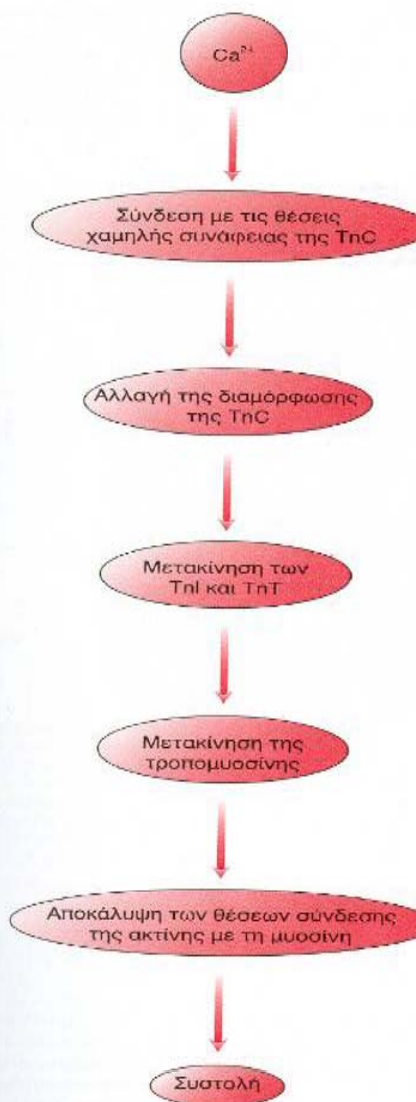 Ca²⁺
Σύνδεση με τις θέσεις
χαμηλής συνάφειας της TnC
Αλλαγή της διαμόρφωσης
της TnC
Μετακίνηση των
TnI και TnT
Μετακίνηση της
τροπομυοσίνης
Αποκάλυψη των θέσεων σύνδεσης
της ακτίνης με τη μυοσίνη
Συστολή